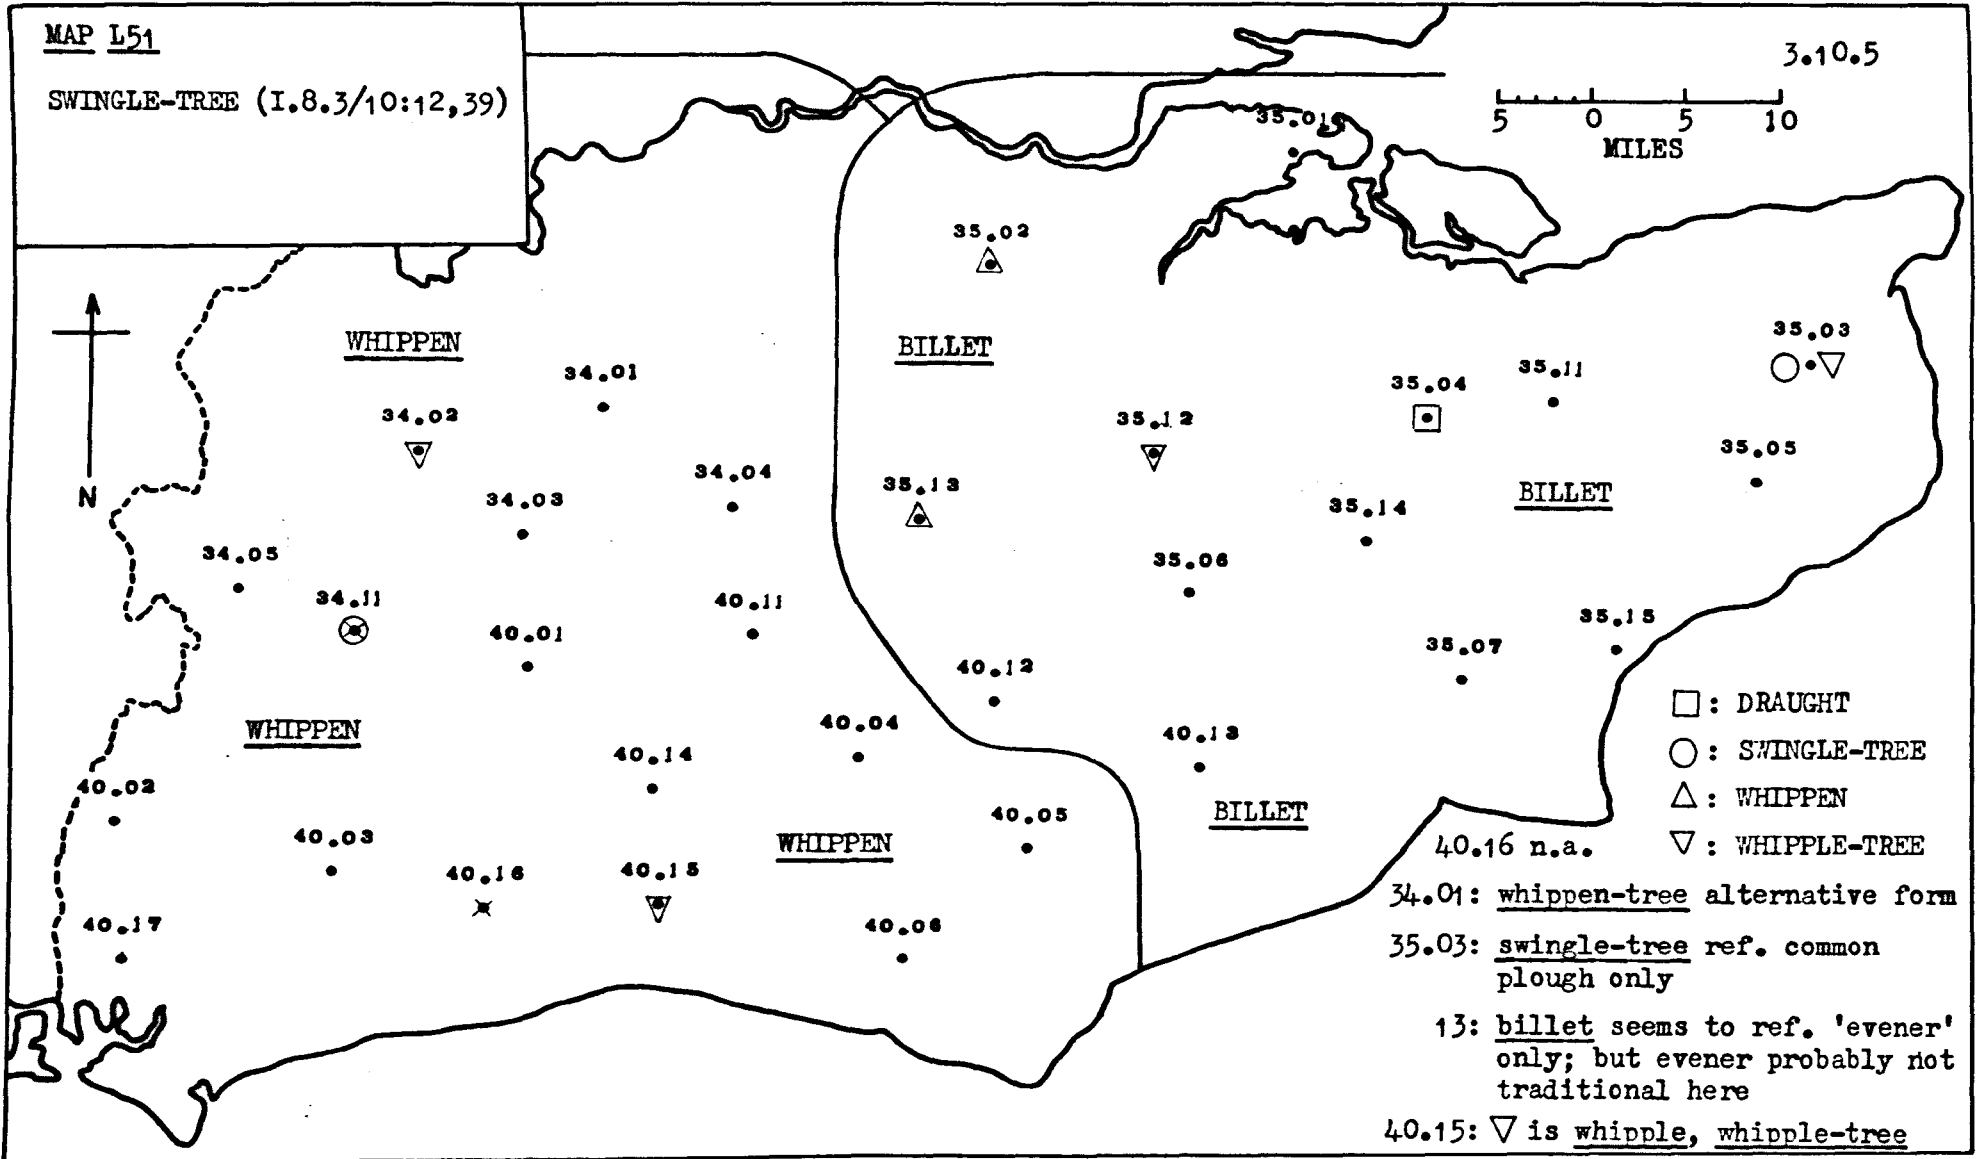 MAP L51
3.10.5
SWINGLE-TREE (I.8.3/10:12,39)
5 0 5 10
MILES
35.01
35.02
35.03
WHIPPEN
BILLET
34.01
35.11
35.04
34.02
35.12
35.05
34.04
35.13
BILLET
34.03
35.14
N
34.05
35.06
34.11
40.11
35.15
40.01
35.07
40.12
WHIPPEN
40.04
40.13
40.14
40.02
40.05
BILLET
40.03
WHIPPEN
40.16
40.15
40.17
40.06
: DRAUGHT
: SWINGLE-TREE
: WHIPPEN
: WHIPPLE-TREE
40.16 n.a.
34.01: whippen-tree alternative form
35.03: swingle-tree ref. common
plough only
13: billet seems to ref. 'evener'
only; but evener probably not
traditional here
40.15: ▽ is whipple, whipple-tree